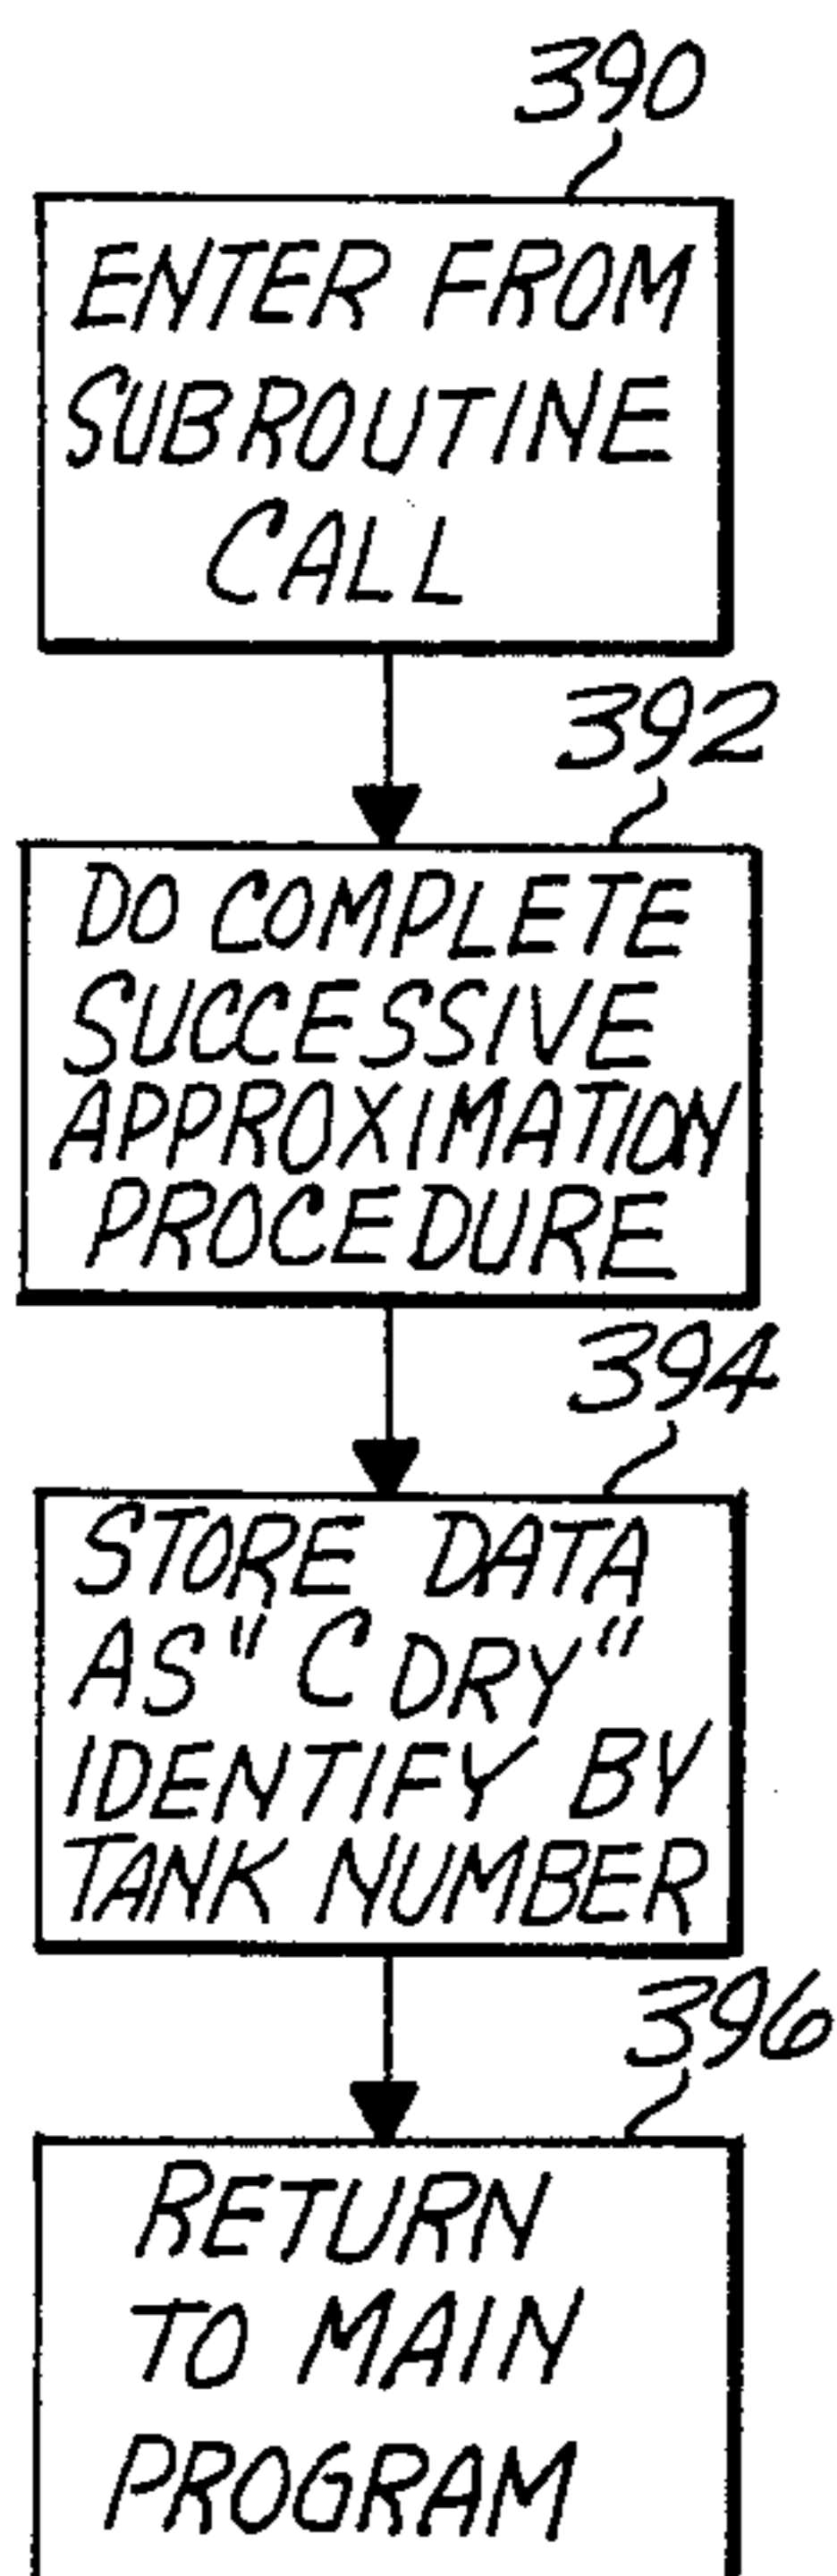 390
ENTER FROM
SUBROUTINE
CALL
392
DO COMPLETE
SUCCESSIVE
APPROXIMATION
PROCEDURE
394
STORE DATA
AS "C DRY"
IDENTIFY BY
TANK NUMBER
396
RETURN
TO MAIN
PROGRAM